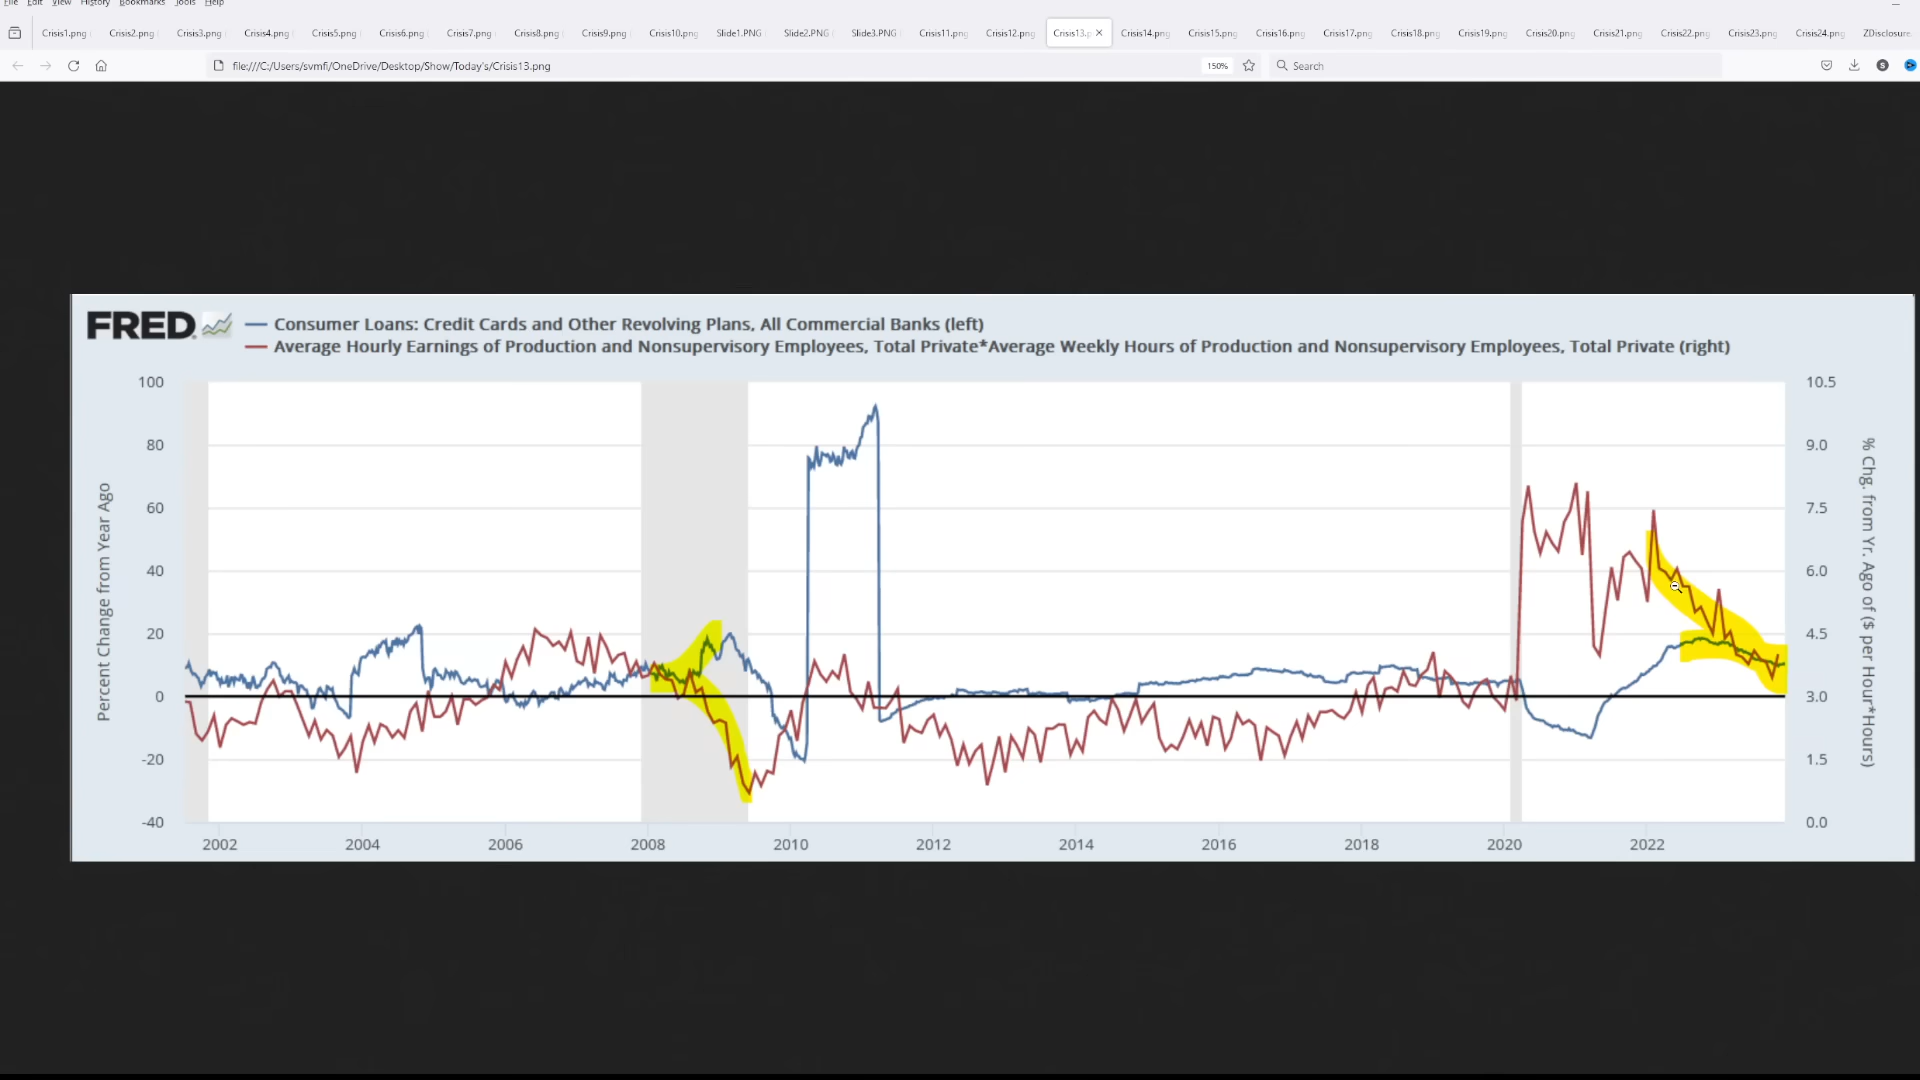 File Edit View History Bookmarks Tools Help
Crisis1.png Crisis2.png Crisis3.png Crisis4.png Crisis5.png Crisis6.png Crisis7.png Crisis8.png Crisis9.png Crisis10.png Slide1.PNG Slide2.PNG Slide3.PNG Crisis11.png Crisis12.png Crisis13.p Crisis14.png Crisis15.png Crisis16.png Crisis17.png Crisis18.png Crisis19.png Crisis20.png Crisis21.png Crisis22.png Crisis23.png Crisis24.png ZDisclosure.
file:///C:/Users/svmfi/OneDrive/Desktop/Show/Today's/Crisis13.png 150% Search S
FRED
Consumer Loans: Credit Cards and Other Revolving Plans, All Commercial Banks (left)
Average Hourly Earnings of Production and Nonsupervisory Employees, Total Private*Average Weekly Hours of Production and Nonsupervisory Employees, Total Private (right)
Percent Change from Year Ago
100
80
60
40
20
0
-20
-40
10.5
9.0
7.5
6.0
4.5
3.0
1.5
0.0
% Chg. from Yr. Ago of ($ per Hour*Hours)
2002 2004 2006 2008 2010 2012 2014 2016 2018 2020 2022